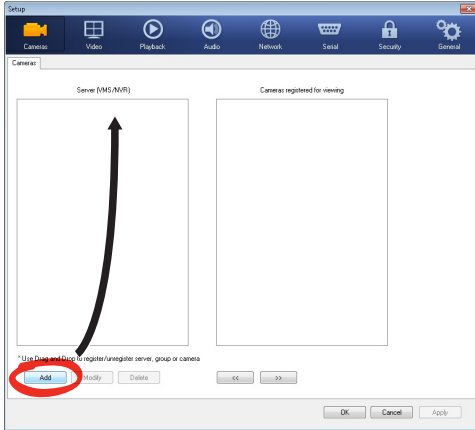 Setup
Cameras Video Playback Audio Network Serial Security General
Cameras
Server (VMS/NVR) Cameras registered for viewing
* Use Drag and Drop to register/unregister server, group or camera
Add Modify Delete << >>
OK Cancel Apply